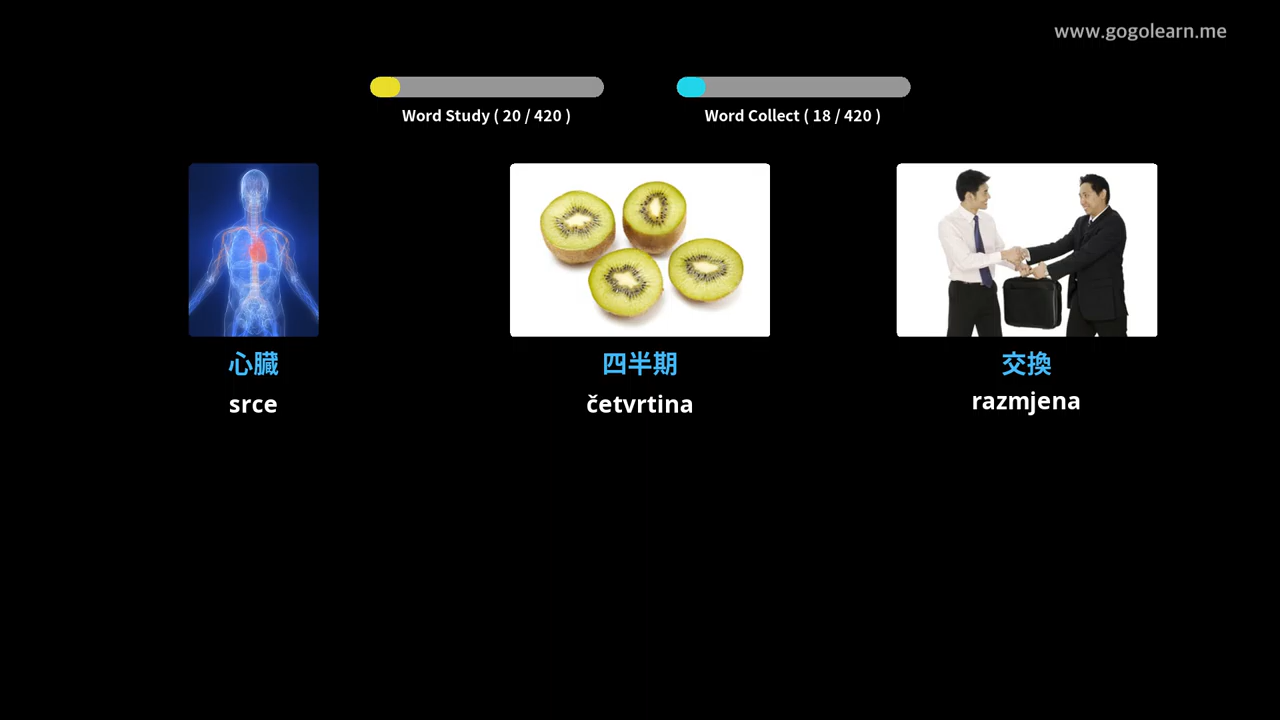 www.gogolearn.me
Word Study ( 20 / 420 )
Word Collect ( 18 / 420 )
心臓
四半期
交換
srce
četvrtina
razmjena